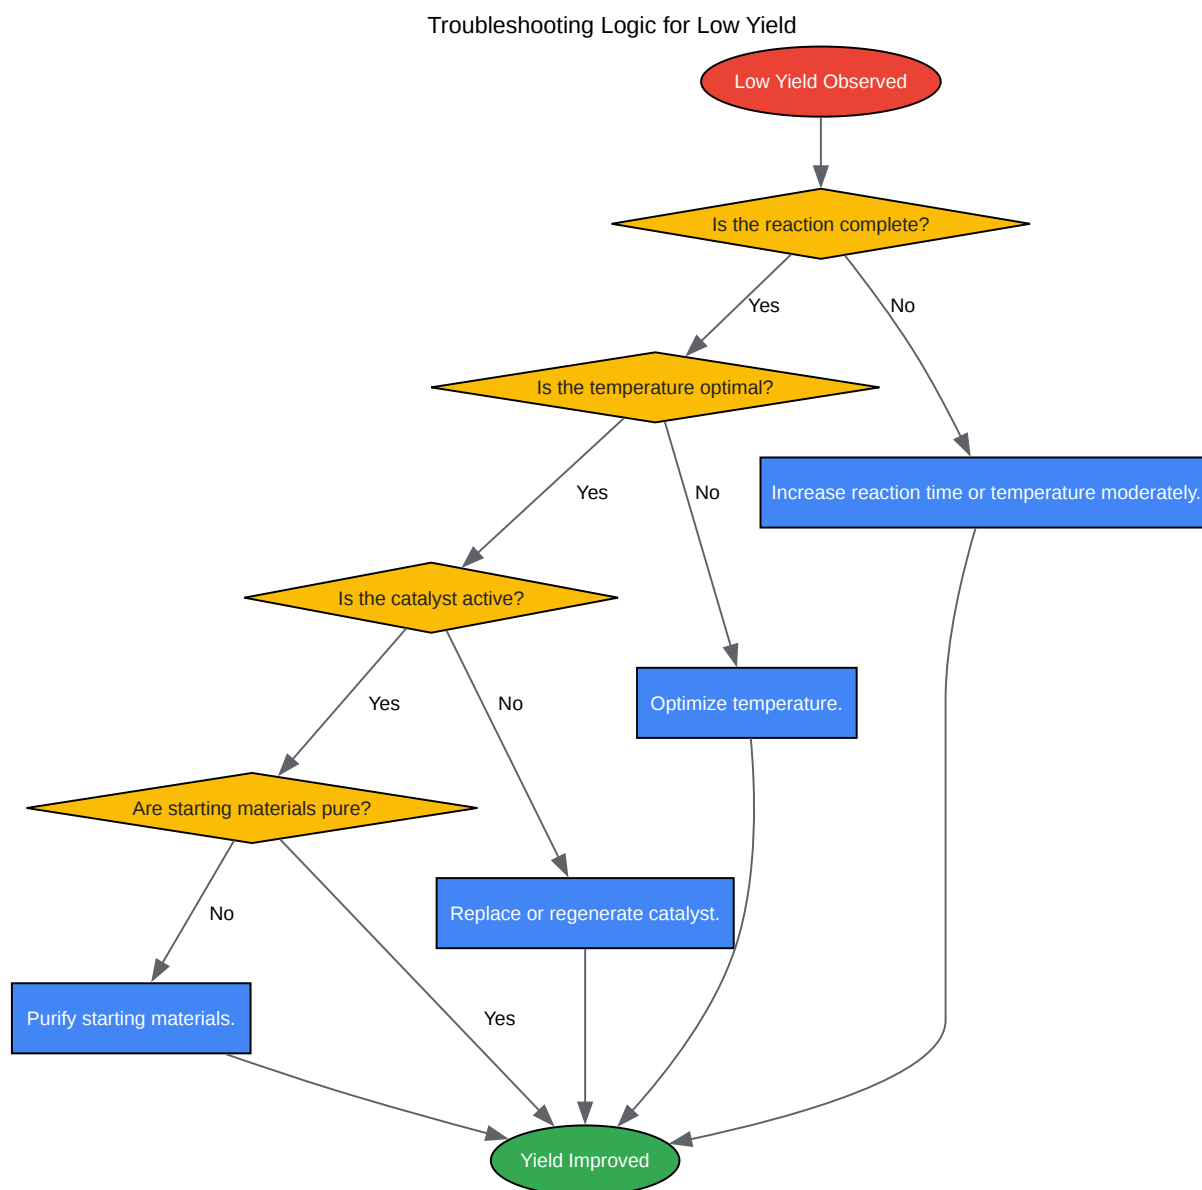 Troubleshooting Logic for Low Yield
Low Yield Observed
Is the reaction complete?
Yes
No
Is the temperature optimal?
Yes
No
Increase reaction time or temperature moderately.
Is the catalyst active?
Yes
No
Optimize temperature.
Are starting materials pure?
No
Replace or regenerate catalyst.
Purify starting materials.
Yes
Yield Improved